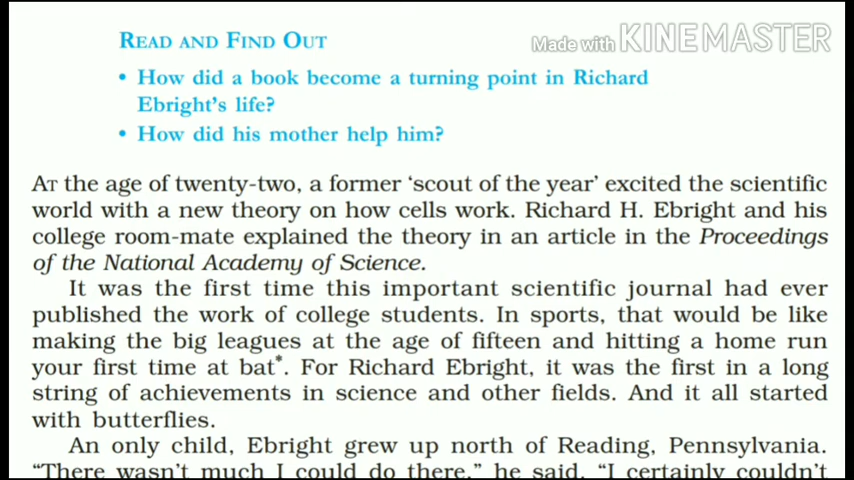 READ AND FIND OUT
Made with KINEMASTER
• How did a book become a turning point in Richard
Ebright's life?
• How did his mother help him?
AT the age of twenty-two, a former ‘scout of the year’ excited the scientific
world with a new theory on how cells work. Richard H. Ebright and his
college room-mate explained the theory in an article in the Proceedings
of the National Academy of Science.
It was the first time this important scientific journal had ever
published the work of college students. In sports, that would be like
making the big leagues at the age of fifteen and hitting a home run
your first time at bat*. For Richard Ebright, it was the first in a long
string of achievements in science and other fields. And it all started
with butterflies.
An only child, Ebright grew up north of Reading, Pennsylvania.
“There wasn't much I could do there,” he said. “I certainly couldn't